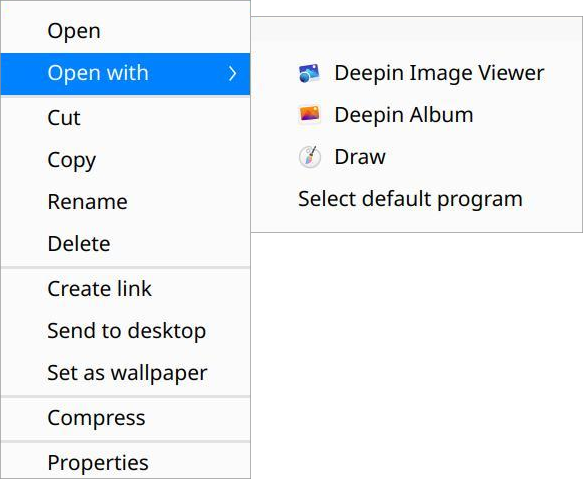 Open
Open with
Cut
Copy
Rename
Delete
Create link
Send to desktop
Set as wallpaper
Compress
Properties
Deepin Image Viewer
Deepin Album
Draw
Select default program